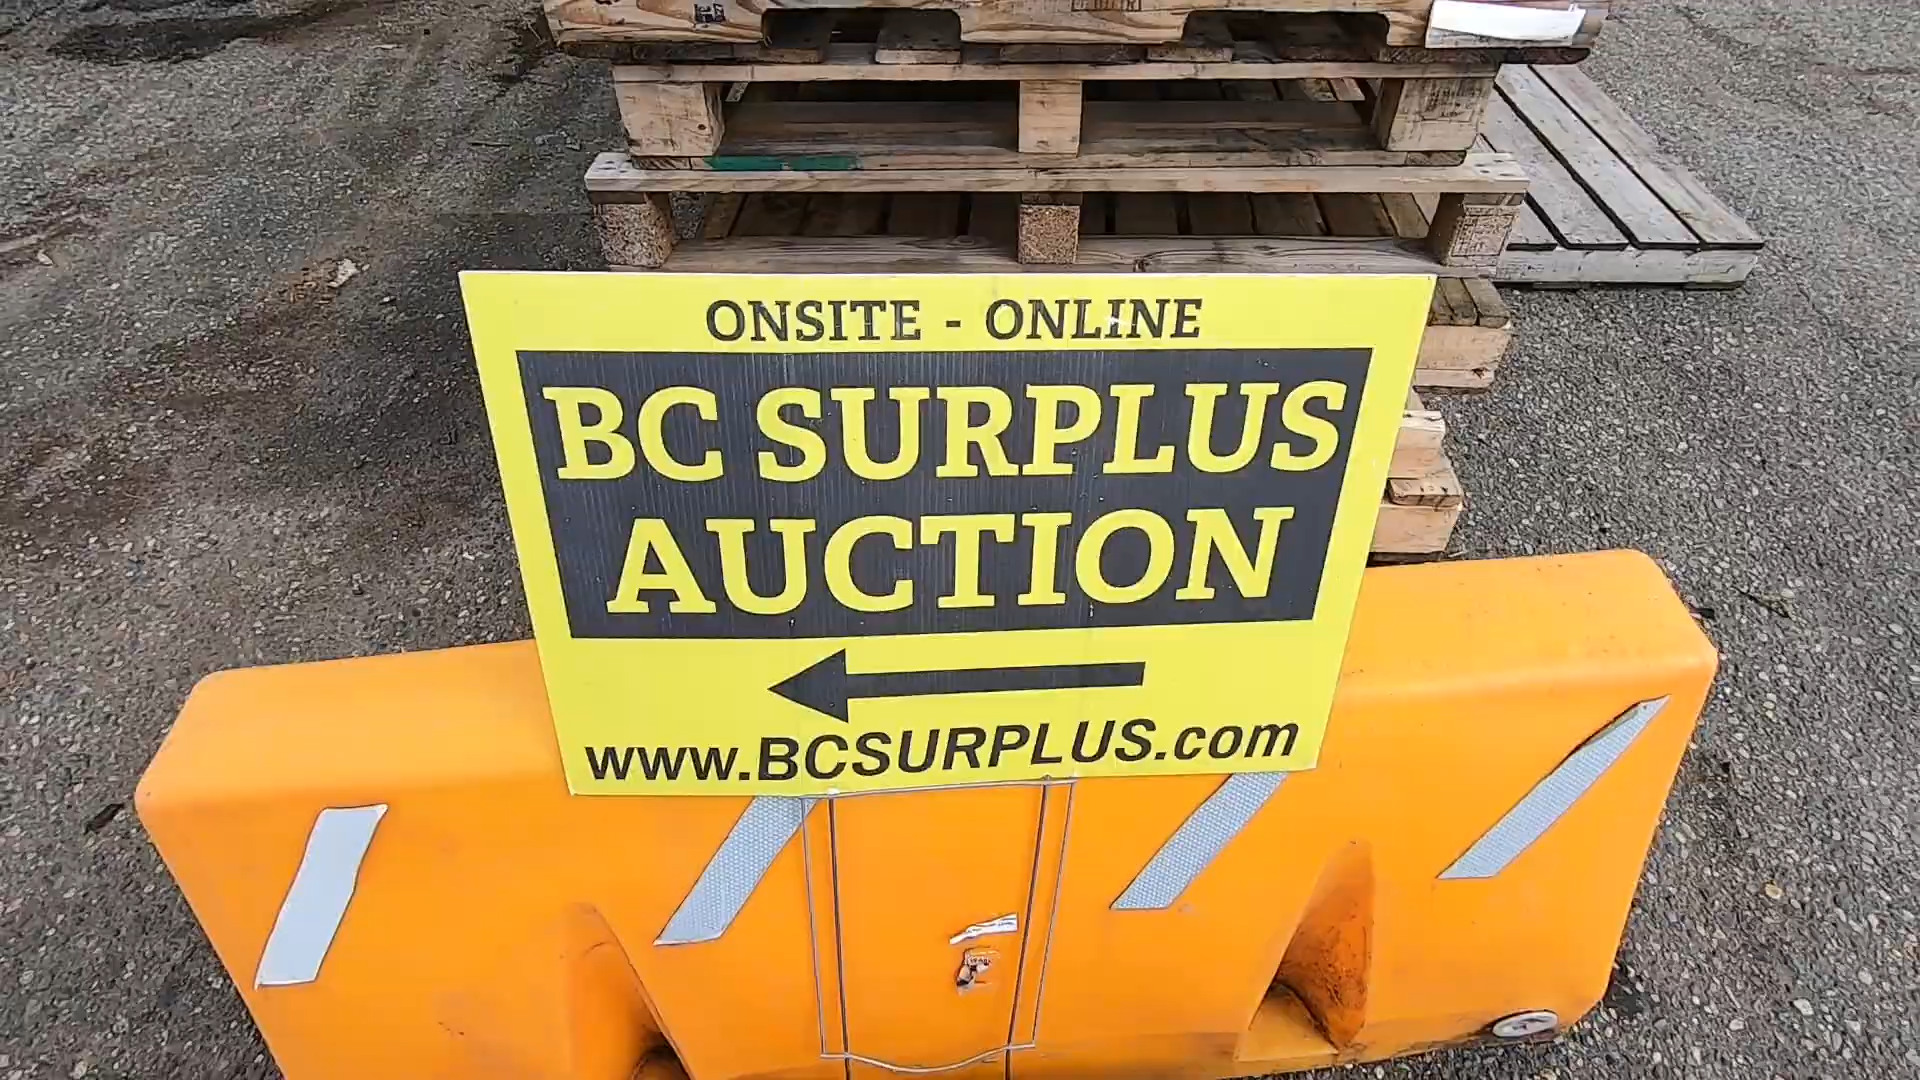 ONSITE - ONLINE
BC SURPLUS
AUCTION
www.BCSURPLUS.com